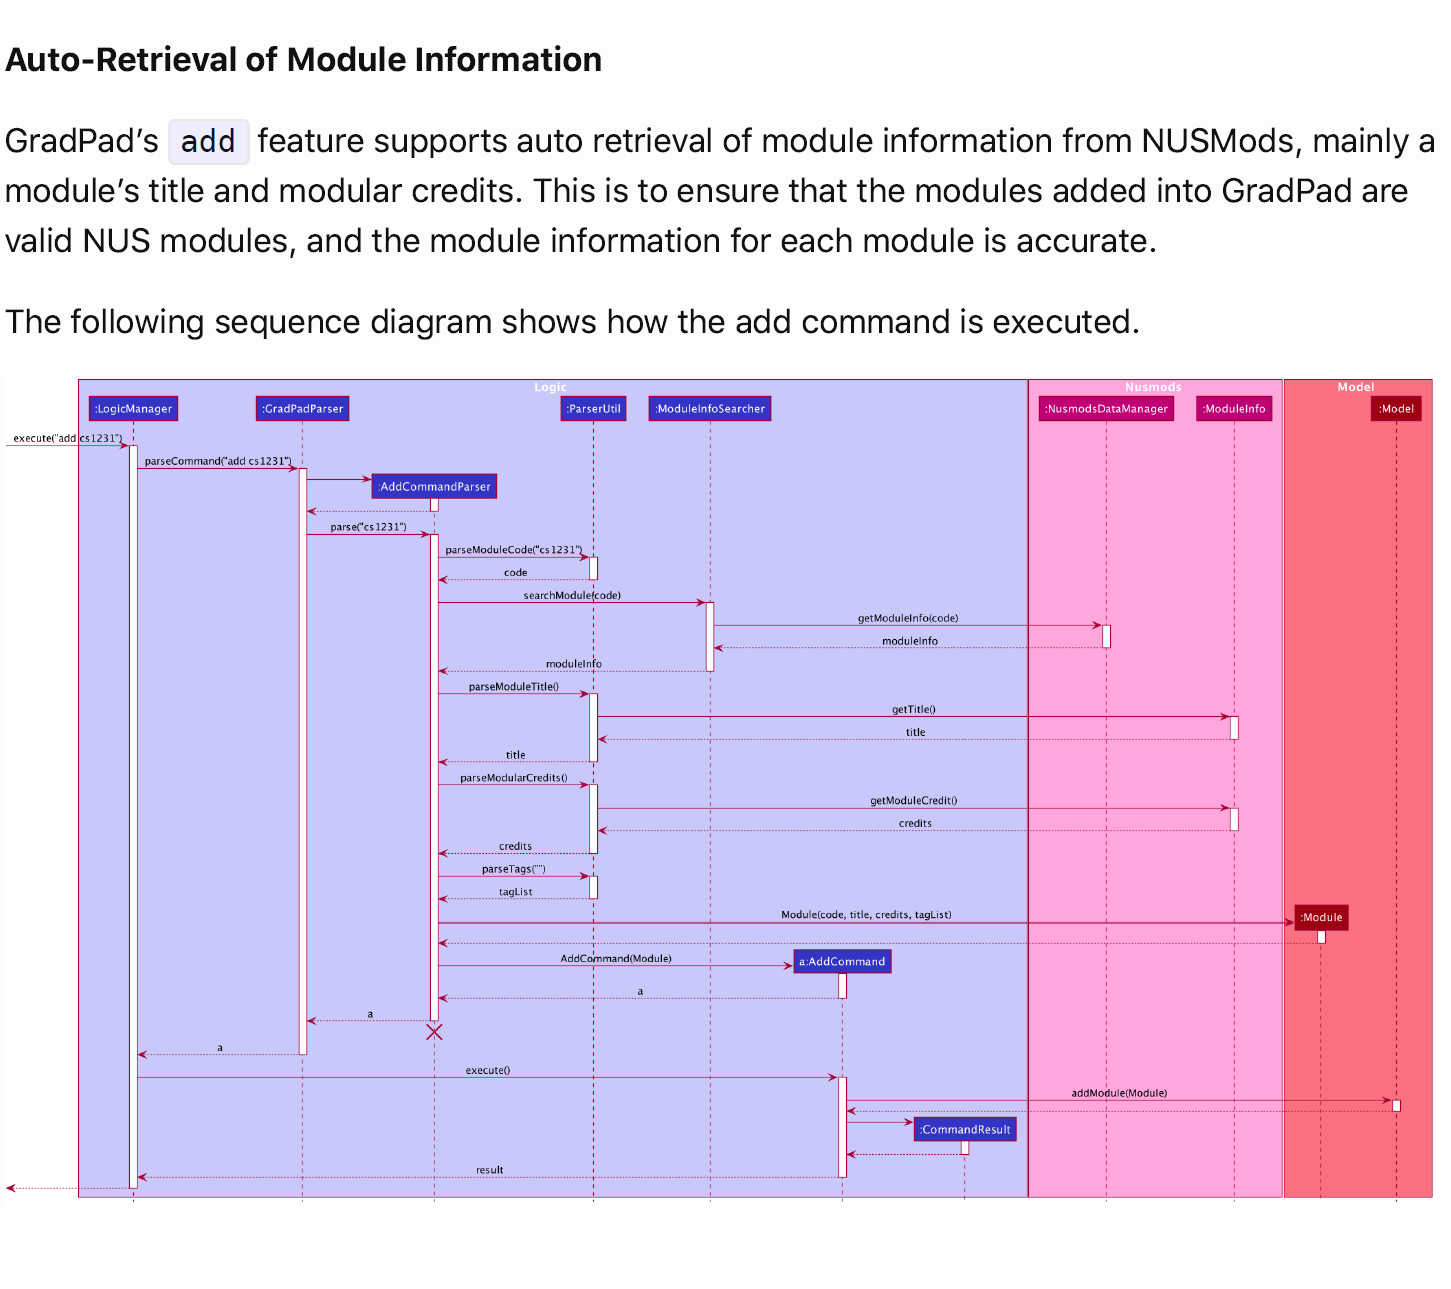 Auto-Retrieval of Module Information
GradPad’s add feature supports auto retrieval of module information from NUSMods, mainly a
module’s title and modular credits. This is to ensure that the modules added into GradPad are
valid NUS modules, and the module information for each module is accurate.
The following sequence diagram shows how the add command is executed.
Logic
Nusmods
Model
:LogicManager
:GradPadParser
:ParserUtil
:ModuleInfoSearcher
:NusmodsDataManager
:ModuleInfo
:Model
execute("add cs1231")
parseCommand("add cs1231")
:AddCommandParser
parse("cs1231")
parseModuleCode("cs1231")
code
searchModule(code)
getModuleInfo(code)
moduleInfo
moduleInfo
parseModuleTitle()
getTitle()
title
title
parseModularCredits()
getModuleCredit()
credits
credits
parseTags("")
tagList
Module(code, title, credits, tagList)
:Module
AddCommand(Module)
a:AddCommand
a
a
a
execute()
addModule(Module)
:CommandResult
result